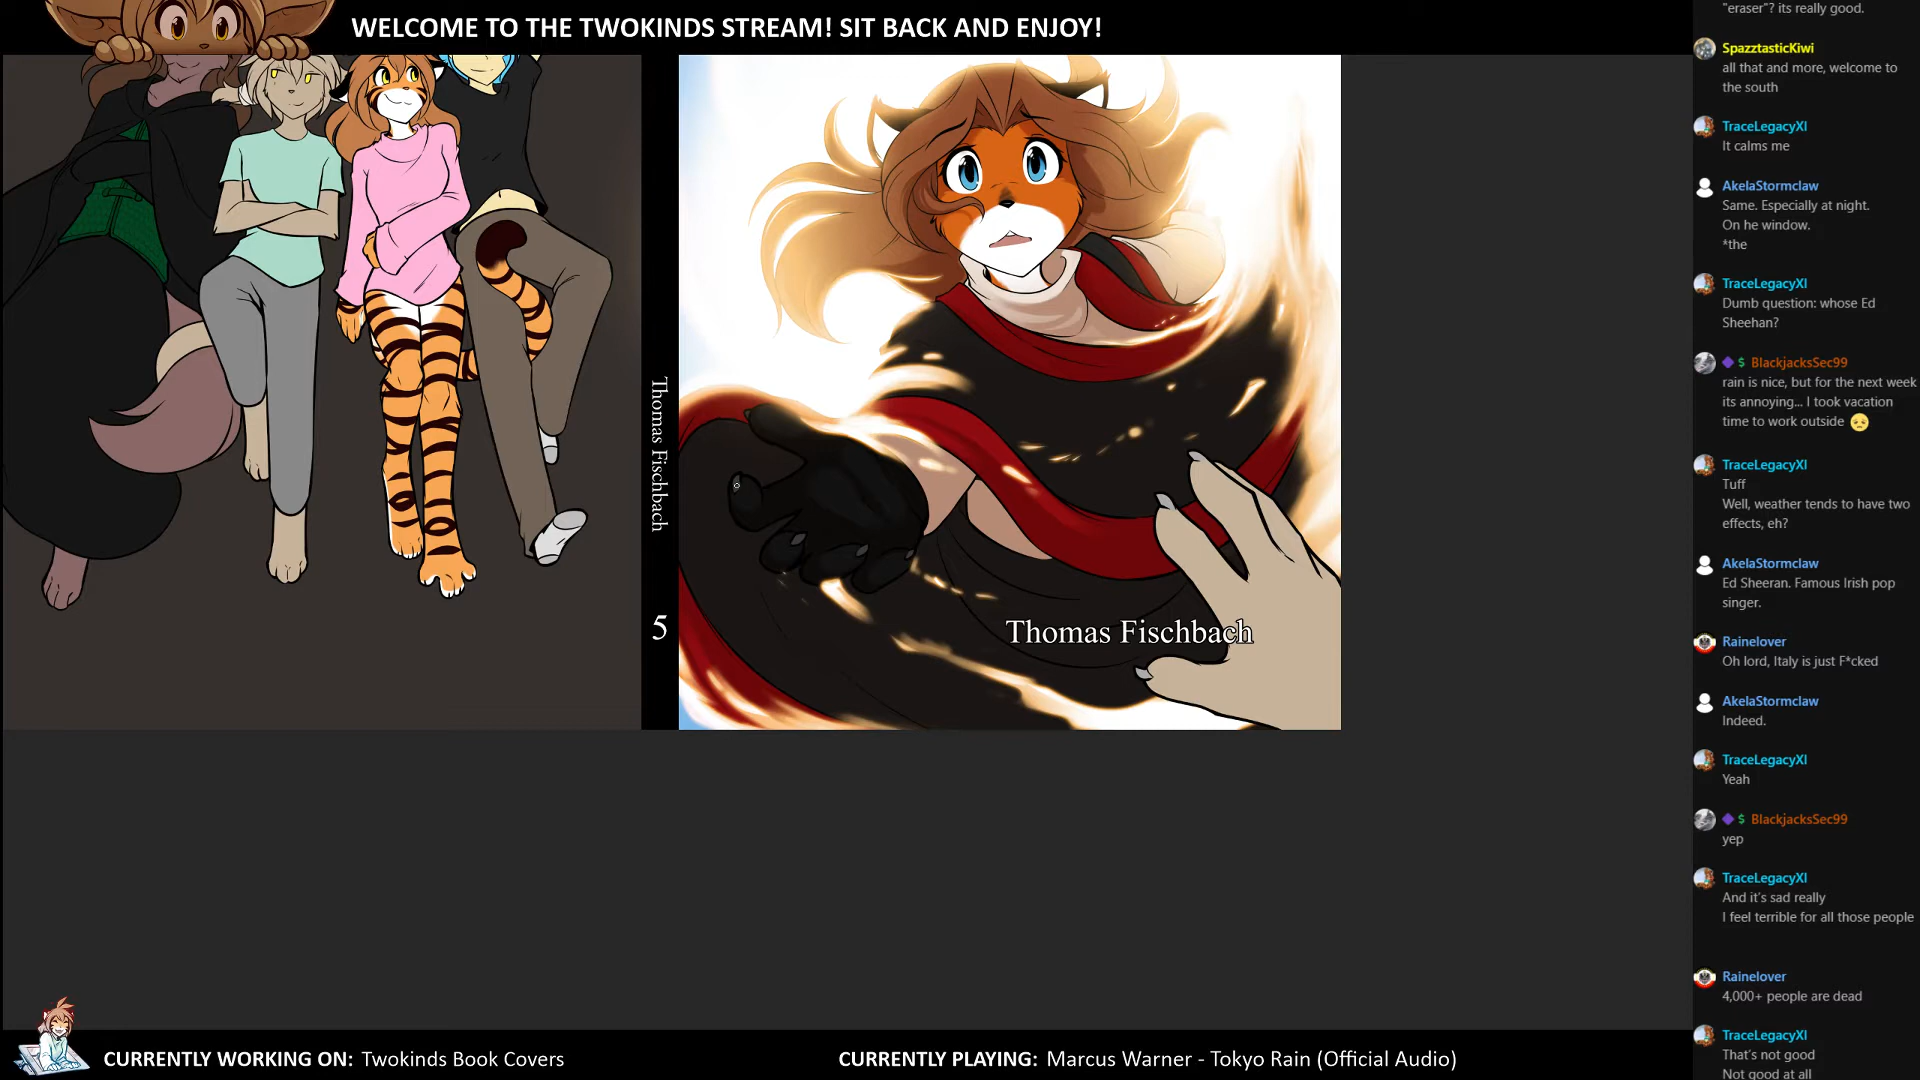 WELCOME TO THE TWOKINDS STREAM! SIT BACK AND ENJOY!
Thomas Fischbach
5
Thomas Fischbach
"eraser"? its really good.
SpazztasticKiwi
all that and more, welcome to
the south
TraceLegacyXI
It calms me
AkelaStormclaw
Same. Especially at night.
On he window.
*the
TraceLegacyXI
Dumb question: whose Ed
Sheehan?
$ BlackjacksSec99
rain is nice, but for the next week
its annoying... I took vacation
time to work outside
TraceLegacyXI
Tuff
Well, weather tends to have two
effects, eh?
AkelaStormclaw
Ed Sheeran. Famous Irish pop
singer.
Rainelover
Oh lord, Italy is just F*cked
AkelaStormclaw
Indeed.
TraceLegacyXI
Yeah
$ BlackjacksSec99
yep
TraceLegacyXI
And it's sad really
I feel terrible for all those people
Rainelover
4,000+ people are dead
TraceLegacyXI
That's not good
Not good at all
CURRENTLY WORKING ON: Twokinds Book Covers
CURRENTLY PLAYING: Marcus Warner - Tokyo Rain (Official Audio)